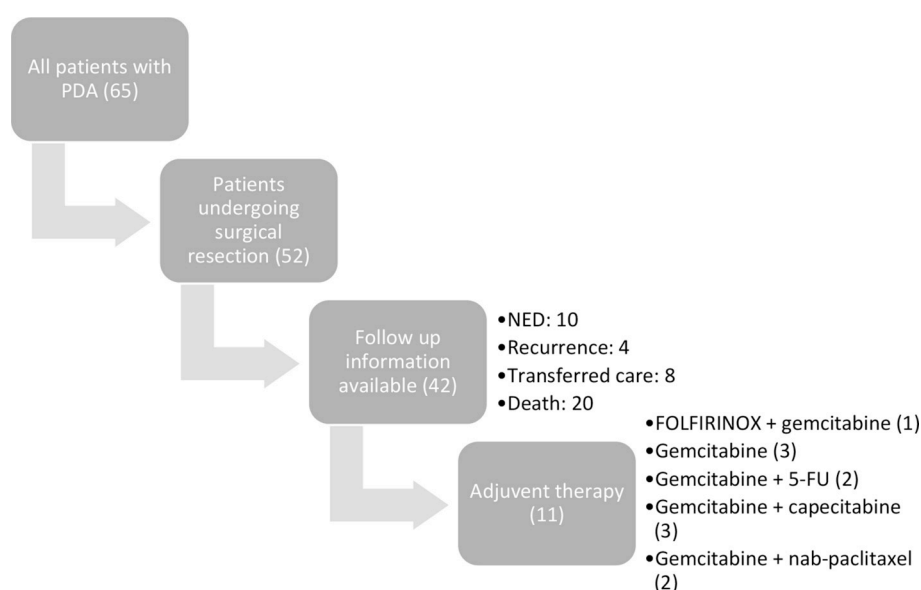 All patients with
PDA (65)
Patients
undergoing
surgical
resection (52)
Follow up
information
available (42)
•NED: 10
•Recurrence: 4
•Transferred care: 8
•Death: 20
Adjuvent therapy
(11)
•FOLFIRINOX + gemcitabine (1)
•Gemcitabine (3)
•Gemcitabine + 5-FU (2)
•Gemcitabine + capecitabine
(3)
•Gemcitabine + nab-paclitaxel
(2)